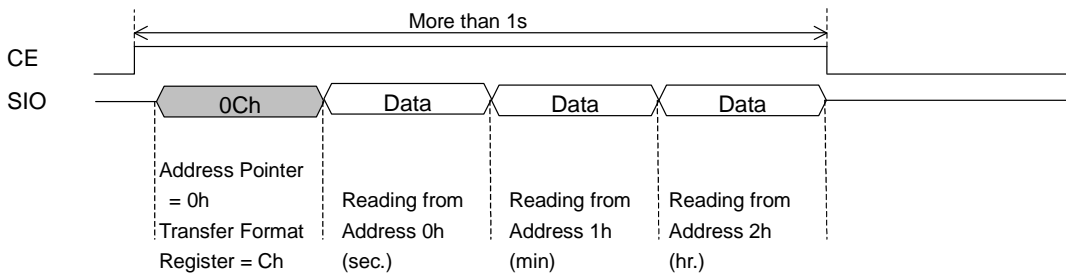 More than 1s
CE
SIO
0Ch
Data
Data
Data
Address Pointer
= 0h
Transfer Format
Register = Ch
Reading from
Address 0h
(sec.)
Reading from
Address 1h
(min)
Reading from
Address 2h
(hr.)